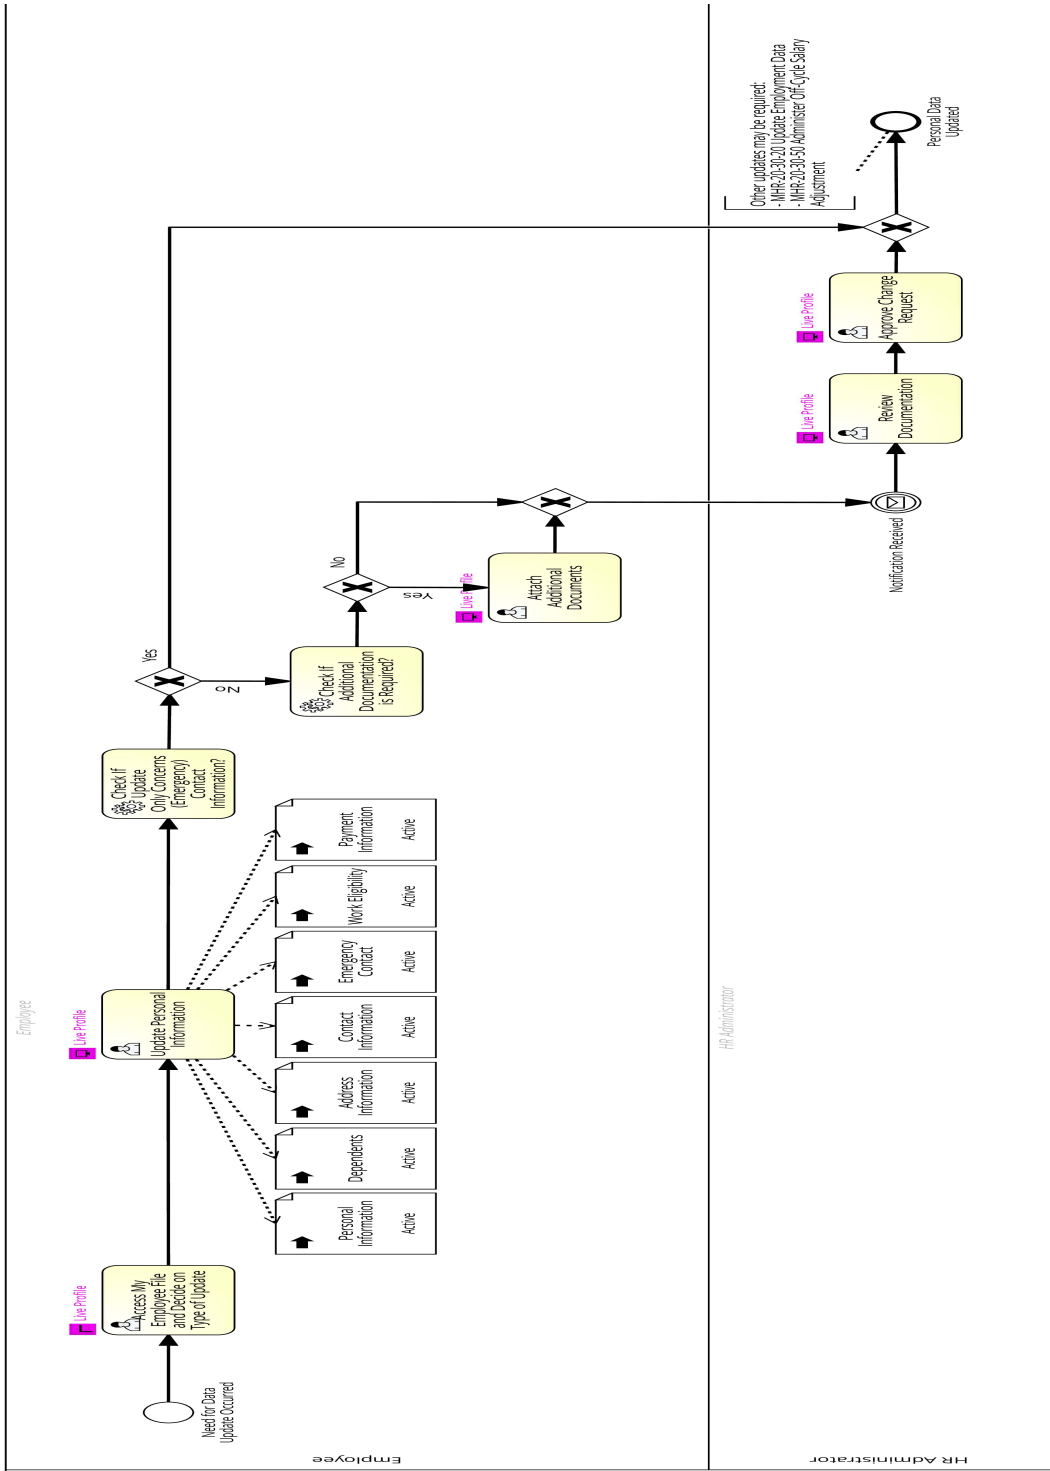 Employee
Employee
Need for Data
Update Occurred
Live Profile
Access My
Employee File
and Decide on
Type of Update
Live Profile
Update Personal
Information
Personal
Information
Active
Dependents
Active
Address
Information
Active
Contact
Information
Active
Emergency
Contact
Active
Work Eligibility
Active
Payment
Information
Active
Check If
Update
Only Concerns
(Emergency)
Contact
Information?
Yes
No
Check If
Additional
Documentation
is Required?
No
Yes
Live Profile
Attach
Additional
Documents
HR Administrator
HR Administrator
Notification Received
Live Profile
Review
Documentation
Live Profile
Approve Change
Request
Other updates may be required:
- MHR-20-30-20 Update Employment Data
- MHR-20-30-50 Administer Off-Cycle Salary
Adjustment
Personal Data
Updated